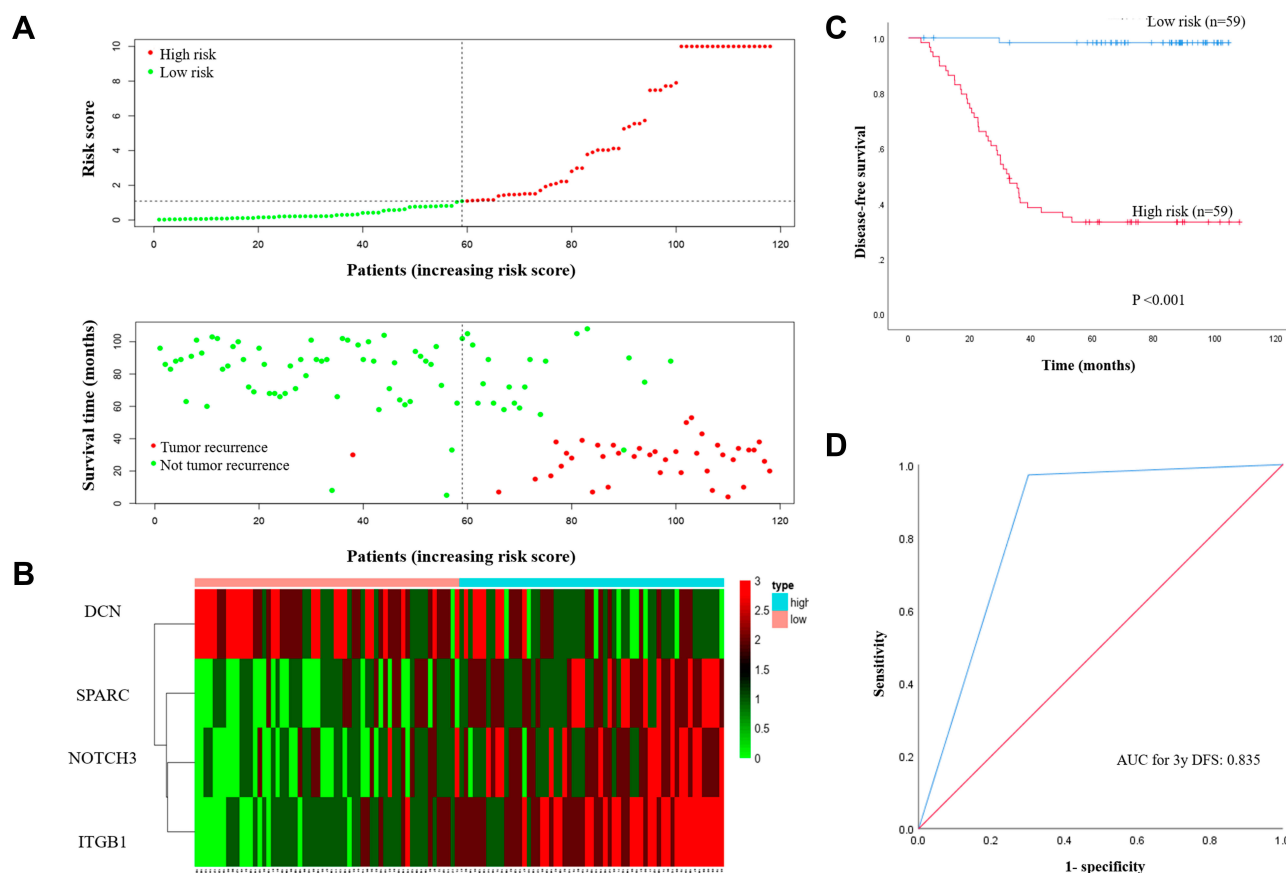 A
High risk
Low risk
Risk score
10
8
6
4
2
0
0 20 40 60 80 100 120
Patients (increasing risk score)
Survival time (months)
100
80
60
40
20
0
Tumor recurrence
Not tumor recurrence
0 20 40 60 80 100 120
Patients (increasing risk score)
B
DCN
SPARC
NOTCH3
ITGB1
3
2.5
2
1.5
1
0.5
0
type
high
low
C
Low risk (n=59)
High risk (n=59)
P <0.001
Disease-free survival
1.0
0.8
.6
.4
.2
0.0
0 20 40 60 80 100 120
Time (months)
D
Sensitivity
1.0
0.8
0.6
0.4
0.2
0.0
AUC for 3y DFS: 0.835
0.0 0.2 0.4 0.6 0.8 1.0
1- specificity